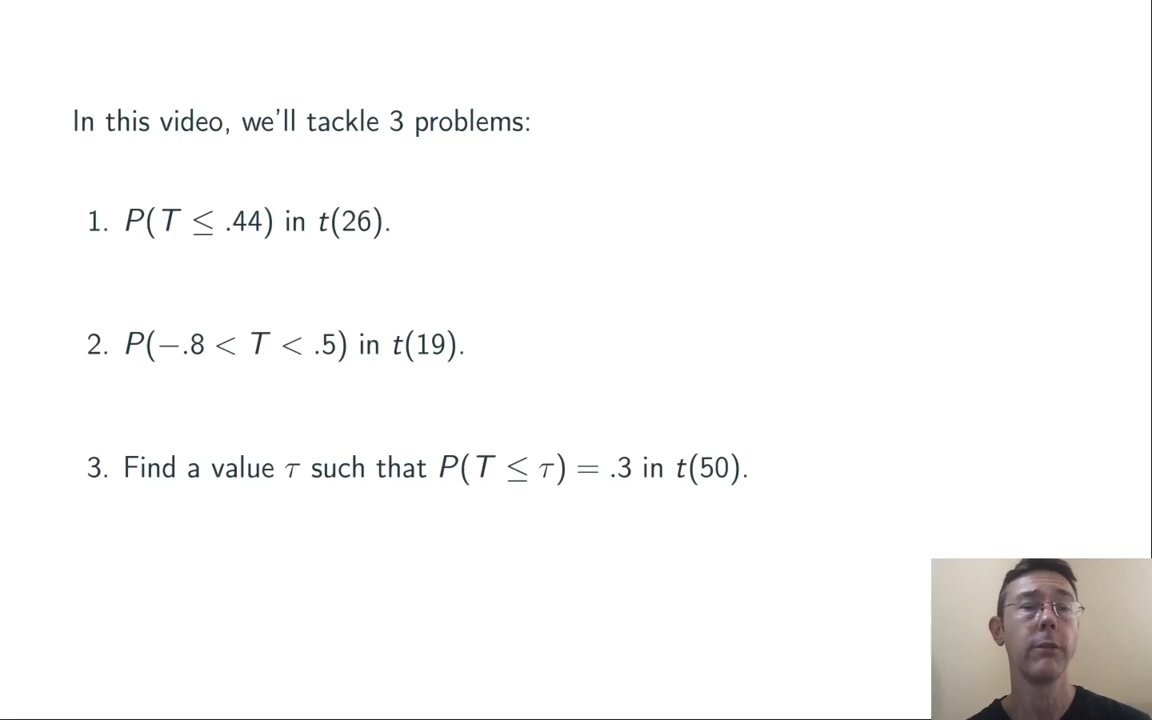 In this video, we'll tackle 3 problems:
1. P(T ≤ .44) in t(26).
2. P(−.8 < T < .5) in t(19).
3. Find a value τ such that P(T ≤ τ) = .3 in t(50).